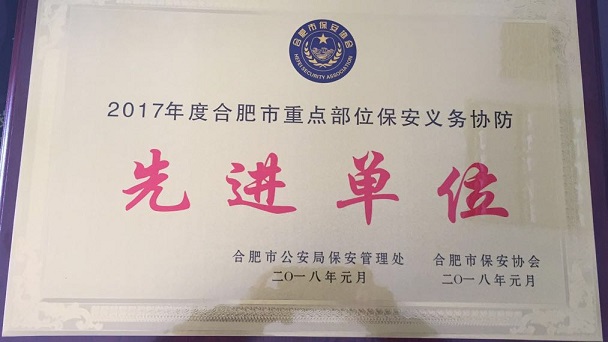 合肥市保安协会
HEFEI SECURITY ASSOCIATION
2017年度合肥市重点部位保安义务协防
先进单位
合肥市公安局保安管理处 合肥市保安协会
二〇一八年元月 二〇一八年元月